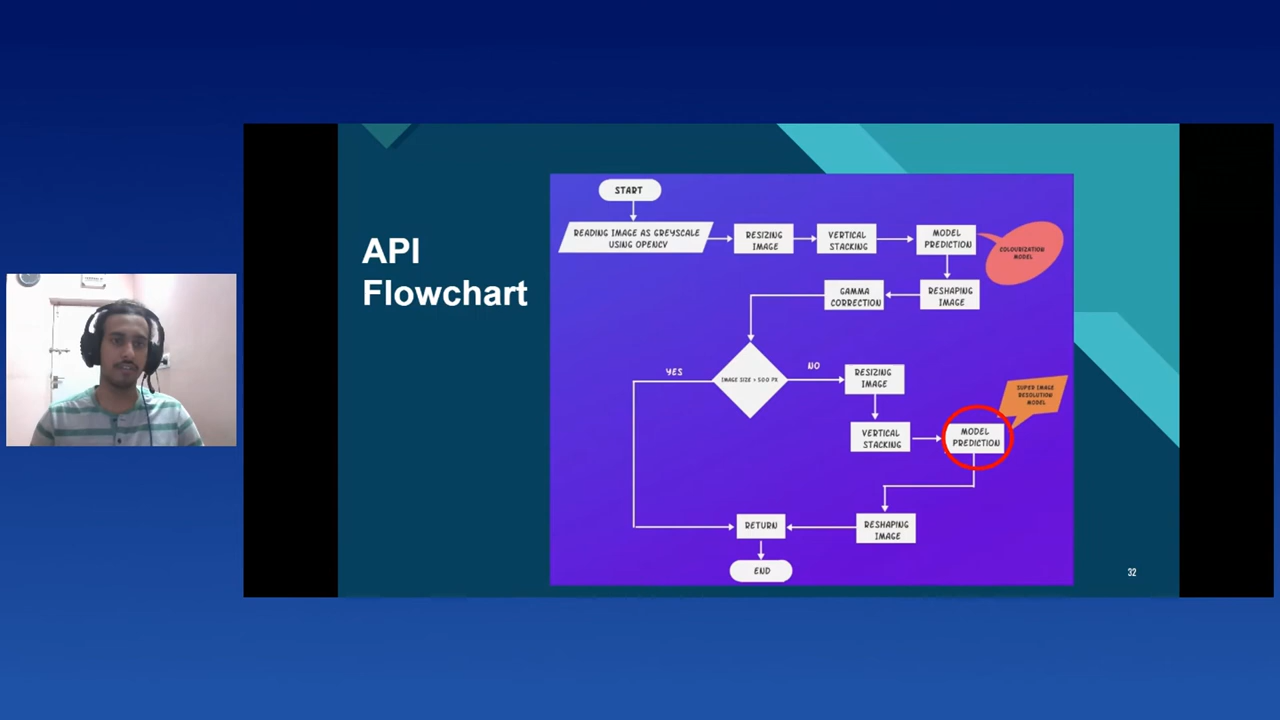 API
Flowchart
START
READING IMAGE AS GREYSCALE
USING OPENCV
RESIZING
IMAGE
VERTICAL
STACKING
MODEL
PREDICTION
COLOURIZATION
MODEL
GAMMA
CORRECTION
RESHAPING
IMAGE
YES
IMAGE SIZE > 500 PX
NO
RESIZING
IMAGE
SUPER IMAGE
RESOLUTION
MODEL
VERTICAL
STACKING
MODEL
PREDICTION
RETURN
RESHAPING
IMAGE
END
32